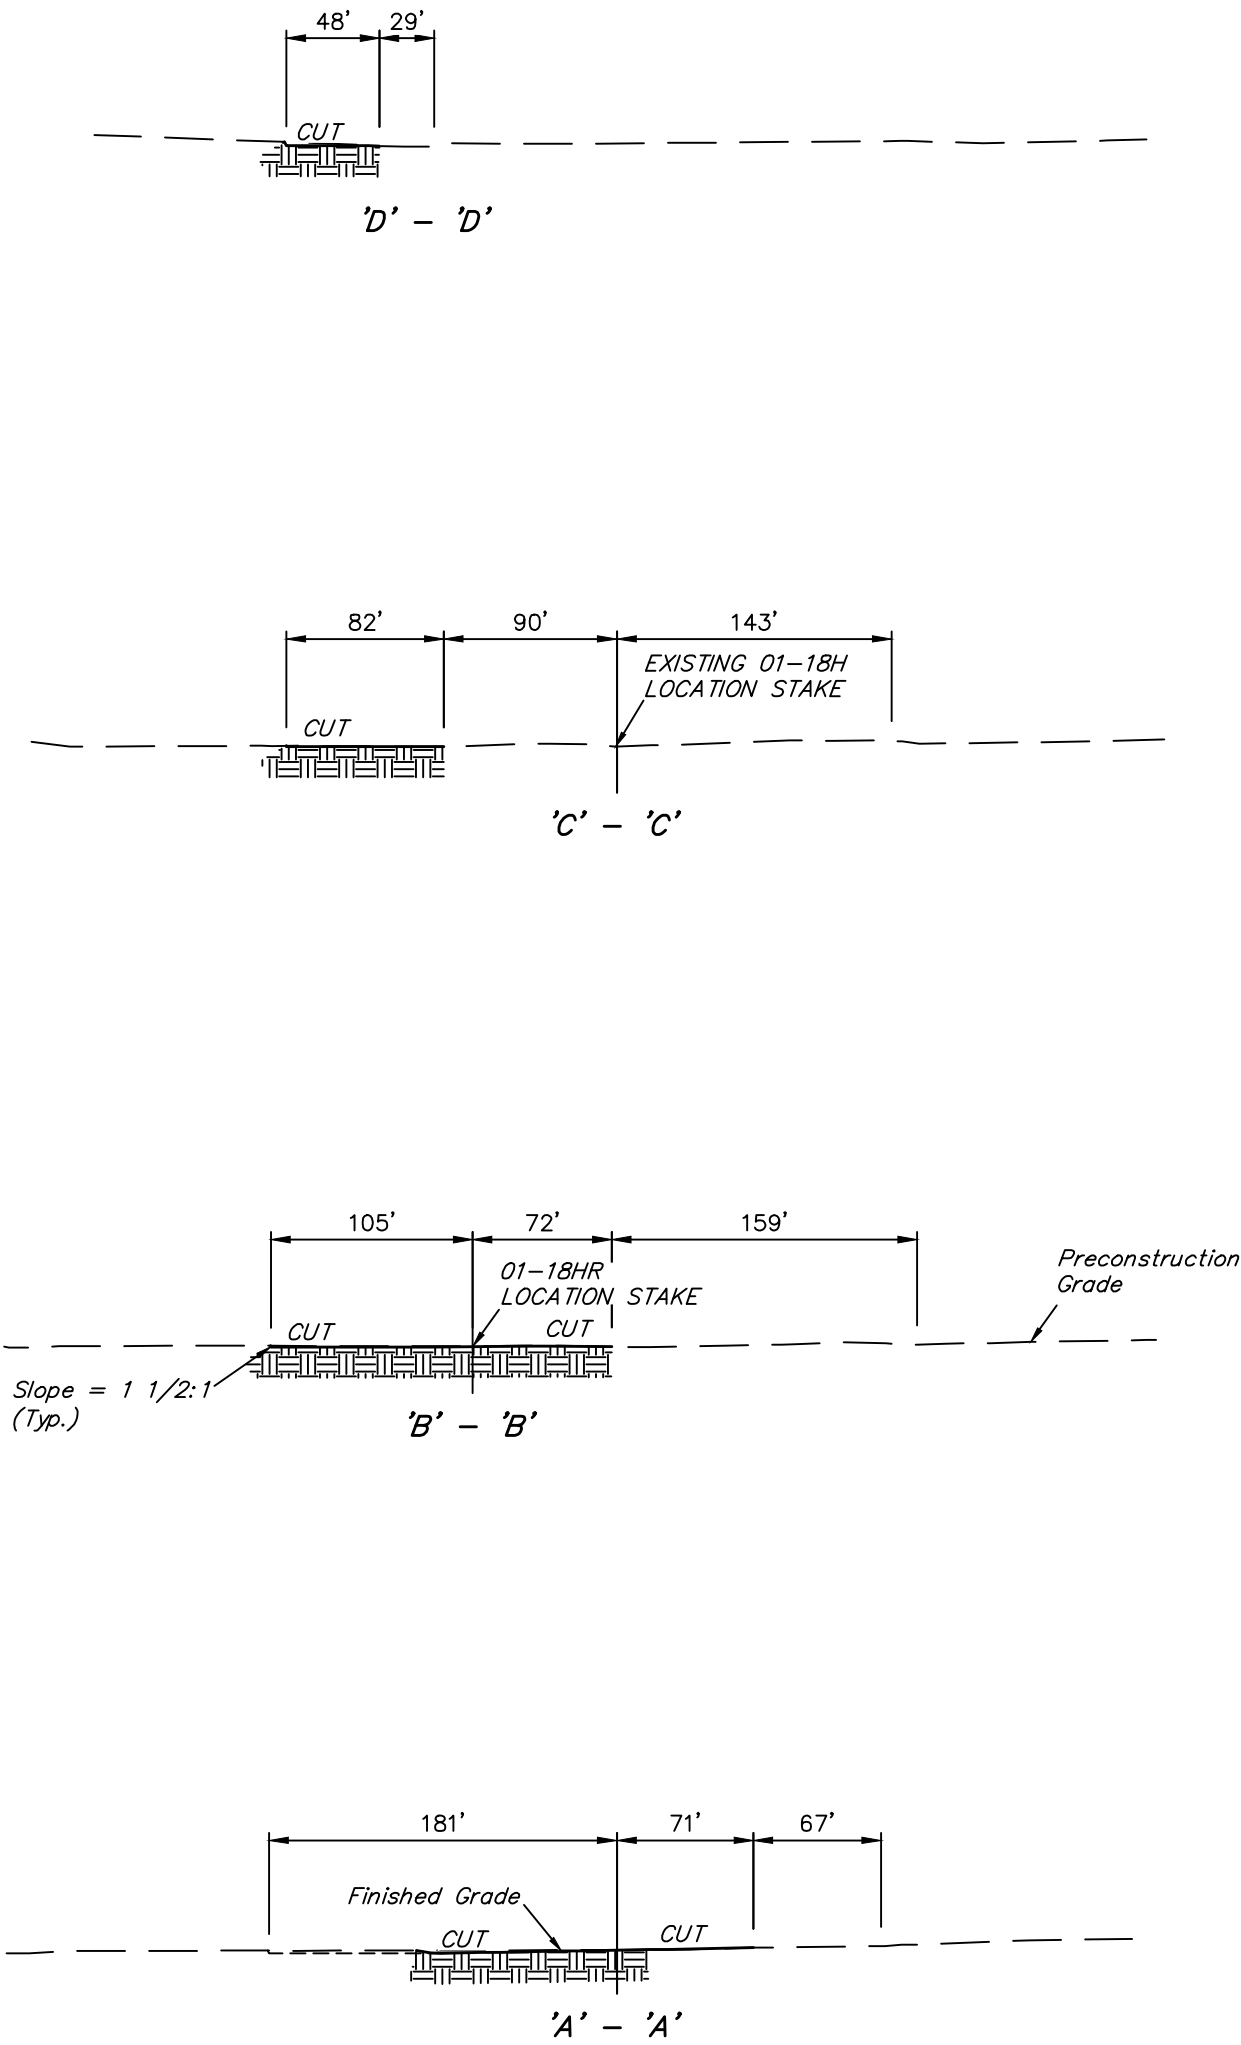 48' 29'
CUT
'D' - 'D'
82' 90' 143'
EXISTING 01-18H
LOCATION STAKE
CUT
'C' - 'C'
105' 72' 159'
Preconstruction
Grade
01-18HR
LOCATION STAKE
CUT CUT
Slope = 1 1/2:1
(Typ.)
'B' - 'B'
181' 71' 67'
Finished Grade
CUT CUT
'A' - 'A'